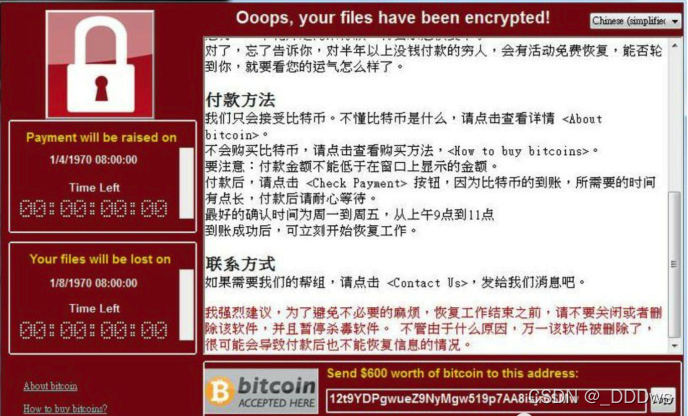 Ooops, your files have been encrypted!
Chinese (simplified
Payment will be raised on
1/4/1970 08:00:00
Time Left
00:00:00:00
Your files will be lost on
1/8/1970 08:00:00
Time Left
00:00:00:00
About bitcoin
How to buy bitcoins?
对了，忘了告诉你，对半年以上没钱付款的穷人，会有活动免费恢复，能否轮
到你，就要看您的运气怎么样了。
付款方法
我们只会接受比特币。不懂比特币是什么，请点击查看详情 <About
bitcoin>。
不会购买比特币，请点击查看购买方法，<How to buy bitcoins>。
要注意：付款金额不能低于在窗口上显示的金额。
付款后，请点击 <Check Payment> 按钮，因为比特币的到账，所需要的时间
有点长，付款后请耐心等待。
最好的确认时间为周一到周五，从上午9点到11点
到账成功后，可立刻开始恢复工作。
联系方式
如果需要我们的帮组，请点击 <Contact Us>，发给我们消息吧。
我强烈建议，为了避免不必要的麻烦，恢复工作结束之前，请不要关闭或者删
除该软件，并且暂停杀毒软件。 不管由于什么原因，万一该软件被删除了，
很可能会导致付款后也不能恢复信息的情况。
bitcoin
ACCEPTED HERE
Send $600 worth of bitcoin to this address:
CSDN @_DDDws